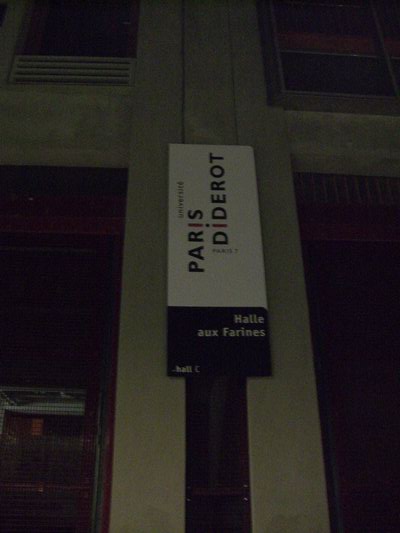 université
PARIS
DiDEROT
PARIS 7
Halle
aux Farines
hall C